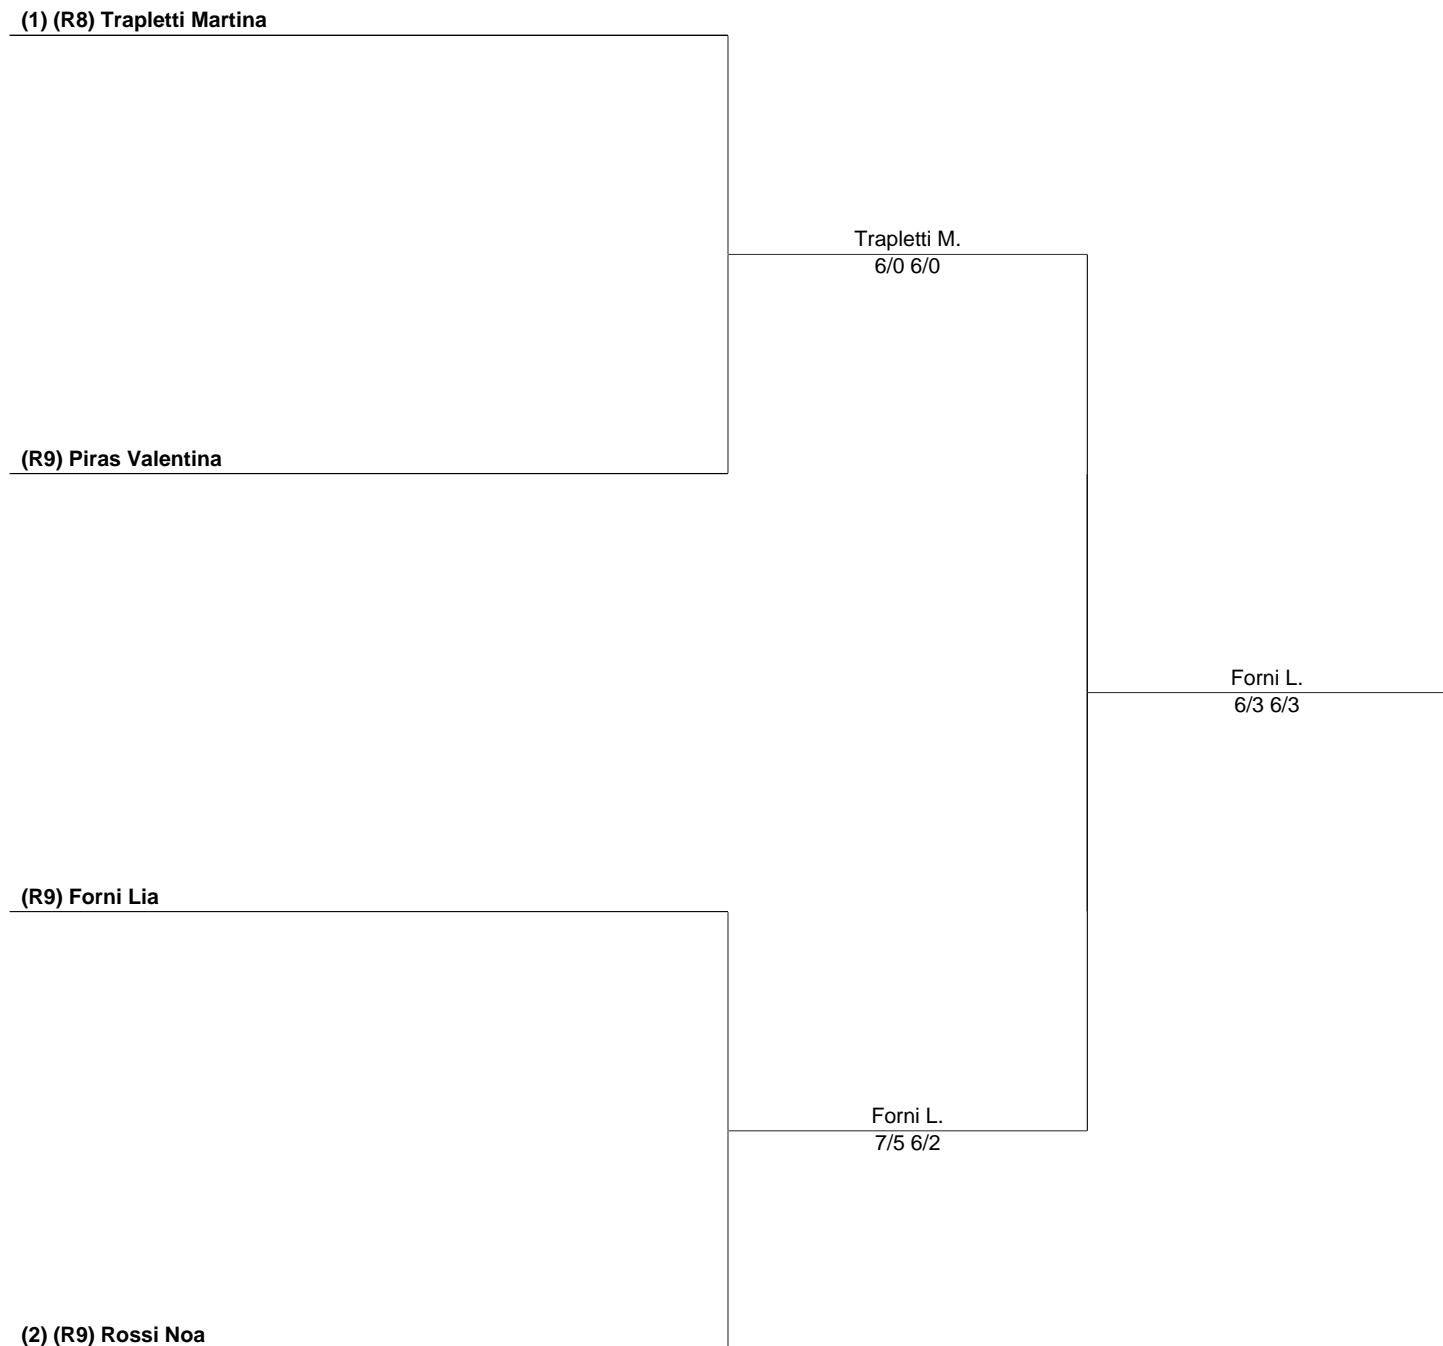 (1) (R8) Trapletti Martina
Trapletti M.
6/0 6/0
(R9) Piras Valentina
Forni L.
6/3 6/3
(R9) Forni Lia
Forni L.
7/5 6/2
(2) (R9) Rossi Noa